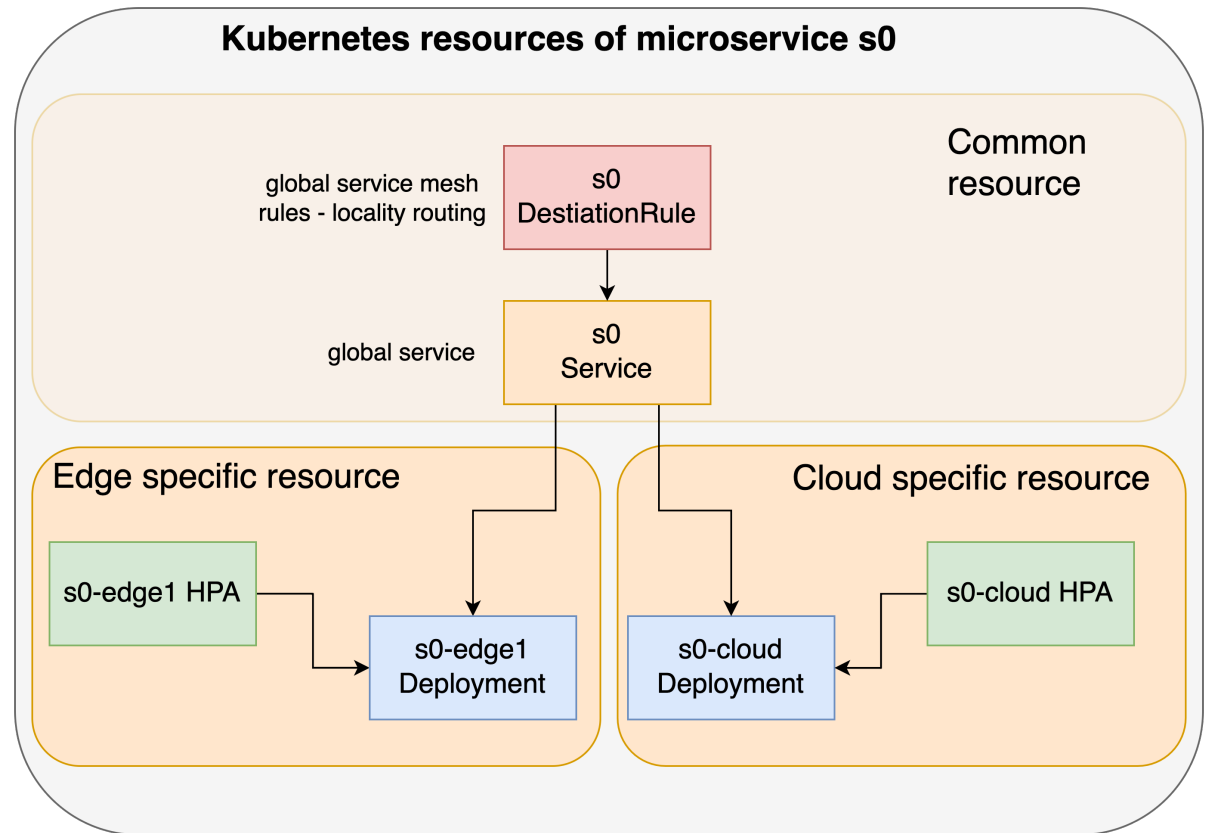 Kubernetes resources of microservice s0
Common
resource
global service mesh
rules - locality routing
s0
DestiationRule
global service
s0
Service
Edge specific resource
Cloud specific resource
s0-edge1 HPA
s0-cloud HPA
s0-edge1
Deployment
s0-cloud
Deployment